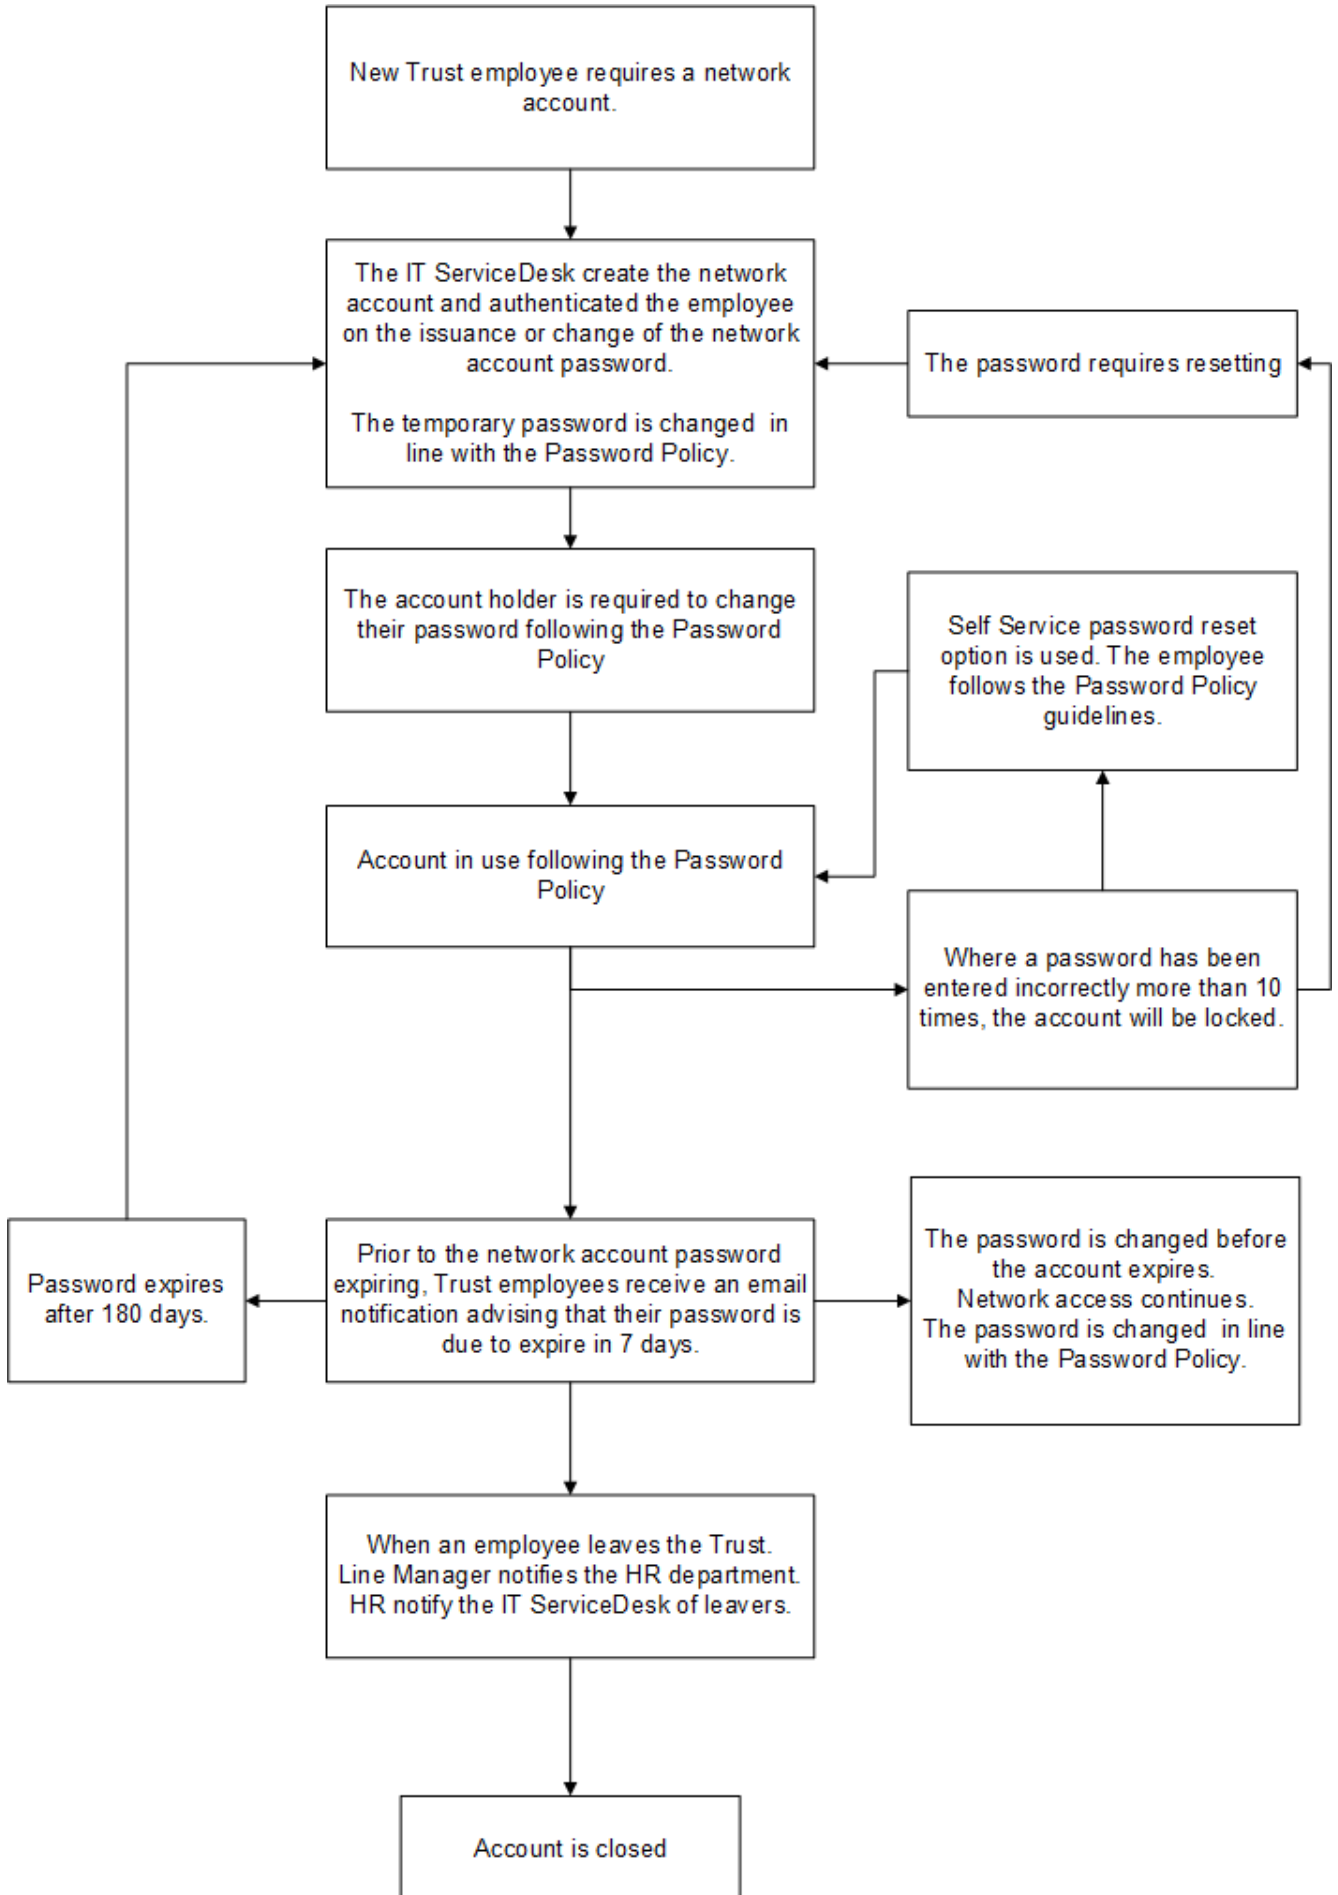 New Trust employee requires a network
account.
The IT ServiceDesk create the network
account and authenticated the employee
on the issuance or change of the network
account password.
The temporary password is changed  in
line with the Password Policy.
The password requires resetting
The account holder is required to change
their password following the Password
Policy
Self Service password reset
option is used. The employee
follows the Password Policy
guidelines.
Account in use following the Password
Policy
Where a password has been
entered incorrectly more than 10
times, the account will be locked.
Password expires
after 180 days.
Prior to the network account password
expiring, Trust employees receive an email
notification advising that their password is
due to expire in 7 days.
The password is changed before
the account expires.
Network access continues.
The password is changed  in line
with the Password Policy.
When an employee leaves the Trust.
Line Manager notifies the HR department.
HR notify the IT ServiceDesk of leavers.
Account is closed